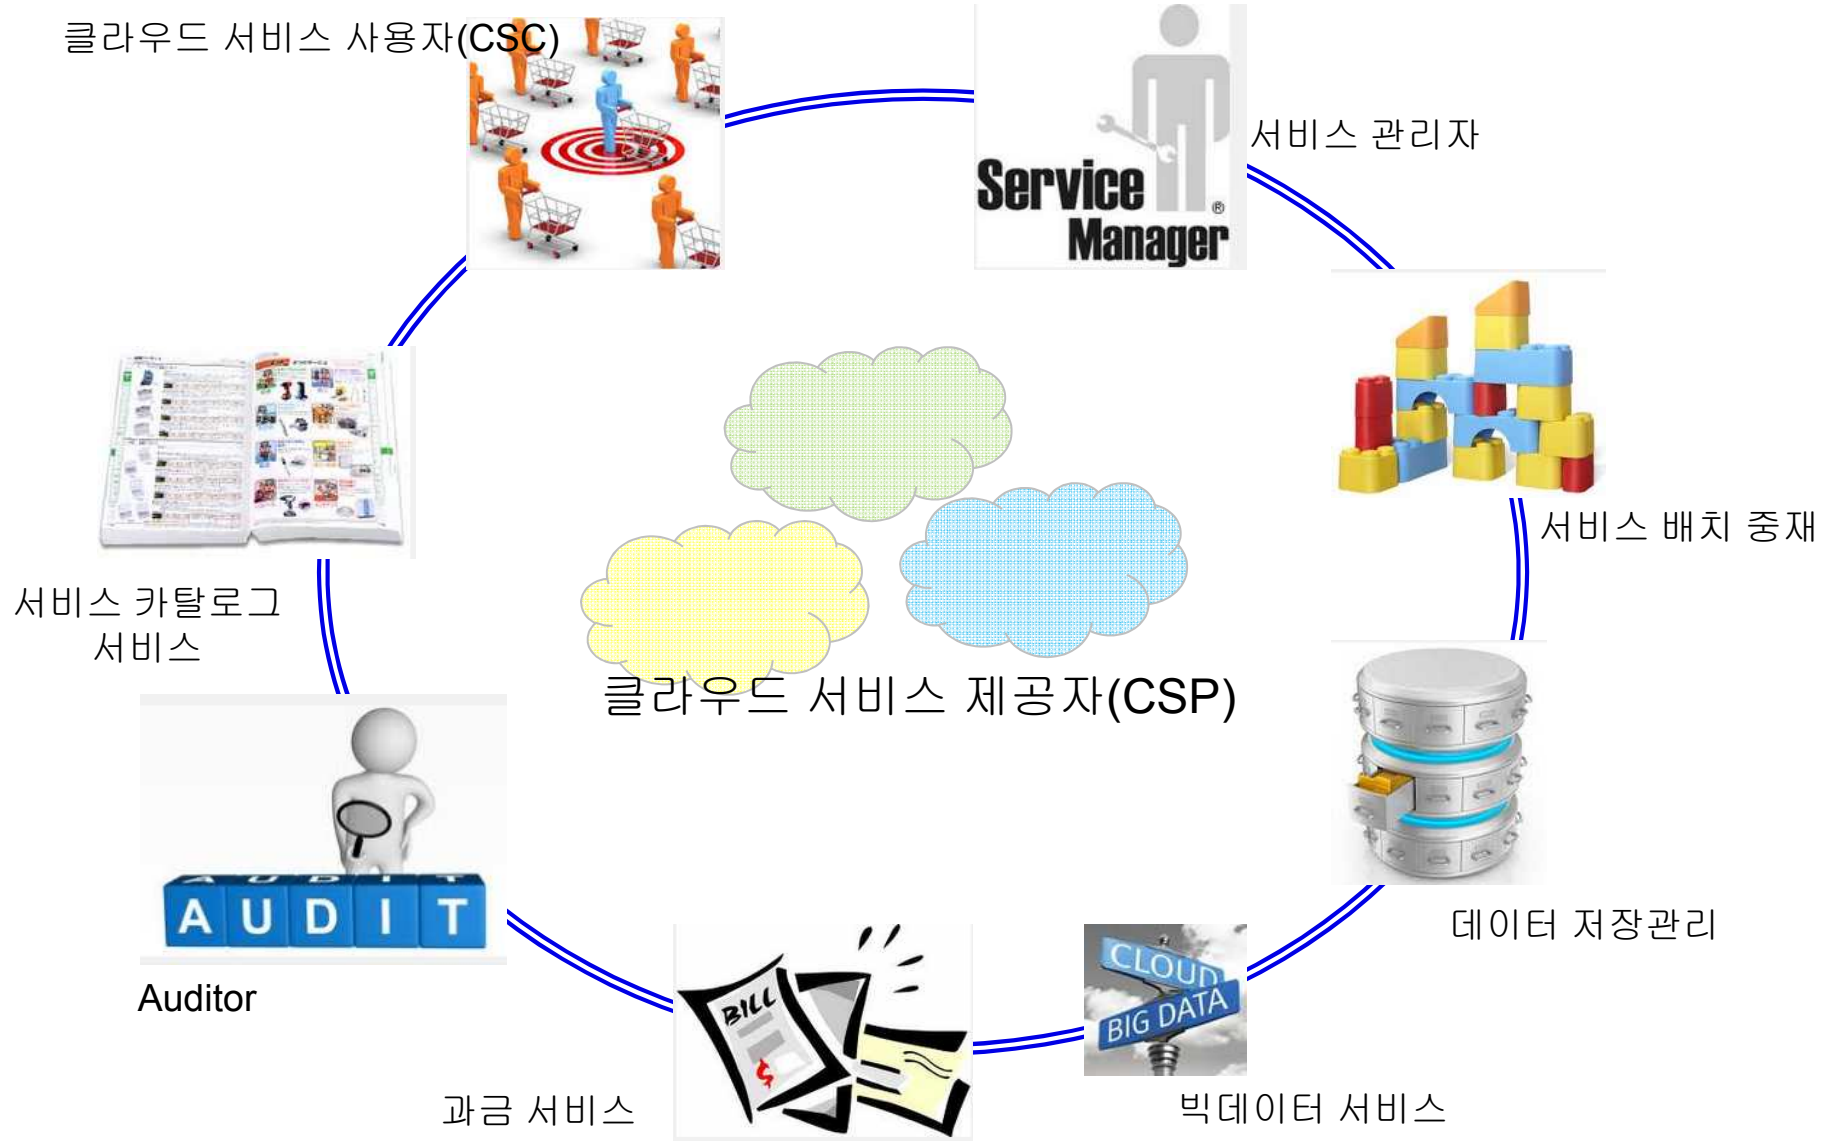 클라우드 서비스 사용자(CSC)
Service
Manager
®
서비스 관리자
서비스 배치 중재
서비스 카탈로그
서비스
클라우드 서비스 제공자(CSP)
AUDIT
AUDIT
데이터 저장관리
Auditor
BILL
$
CLOUD
BIG DATA
과금 서비스
빅데이터 서비스